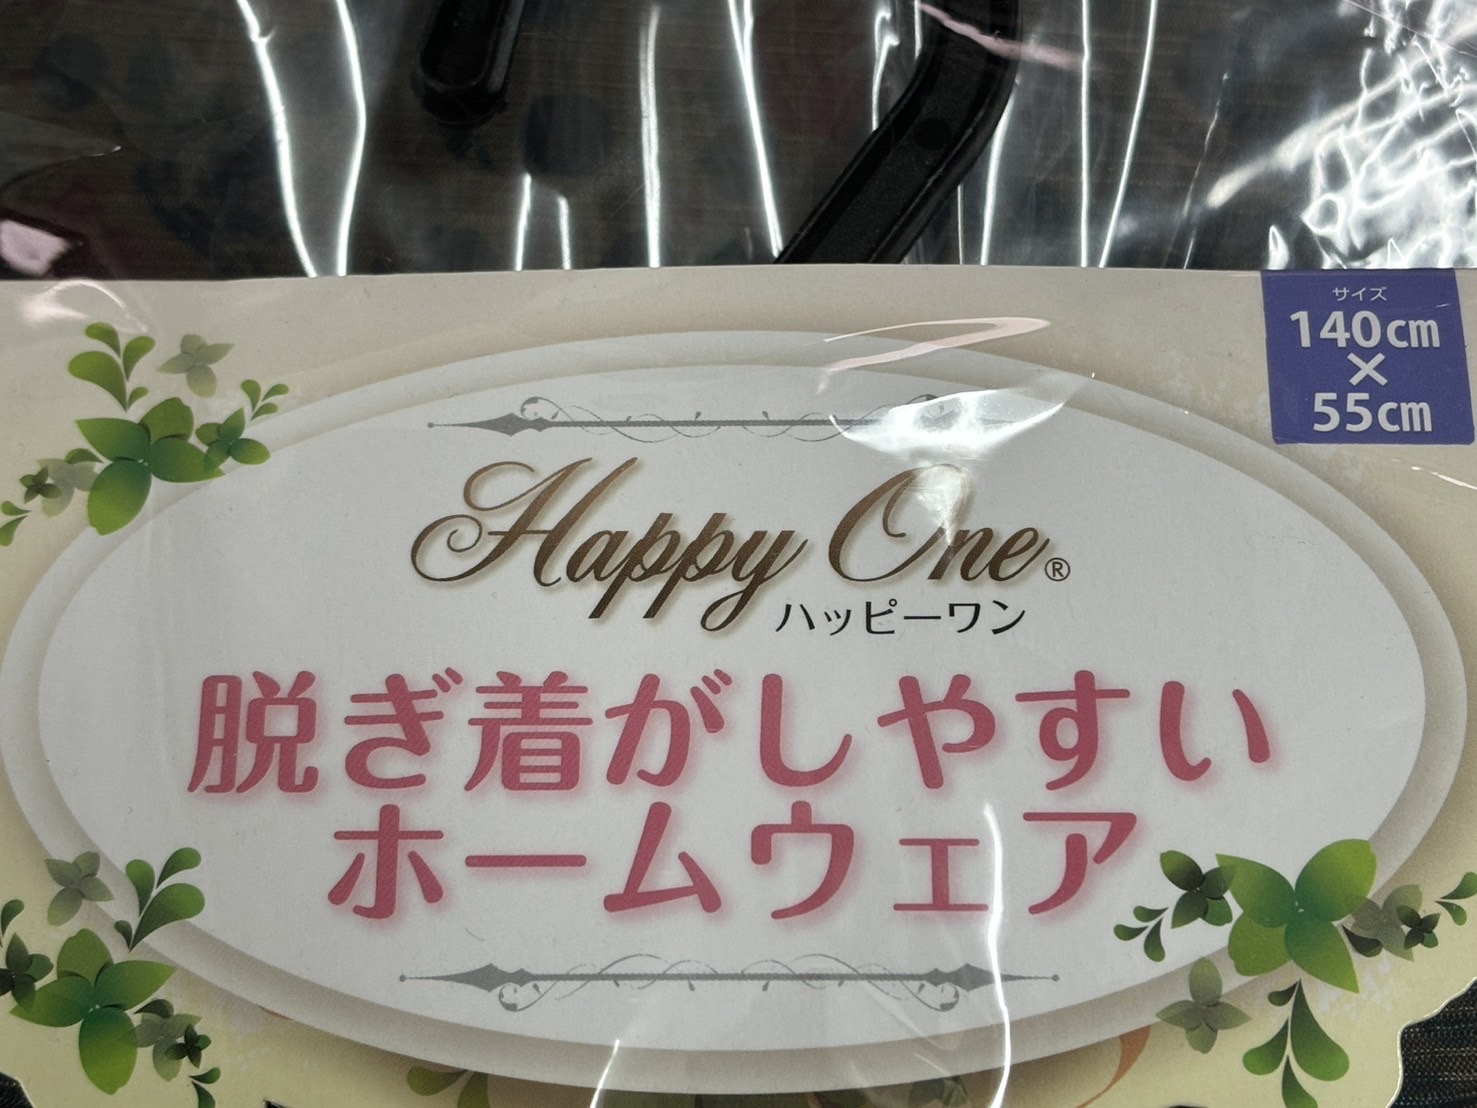 サイズ
140cm
×
55cm
Happy One®
ハッピーワン
脱ぎ着がしやすい
ホームウェア